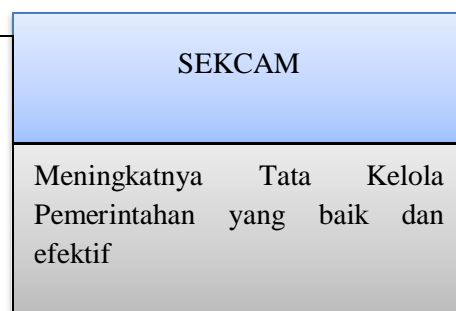 SEKCAM
Meningkatnya Tata Kelola
Pemerintahan yang baik dan
efektif